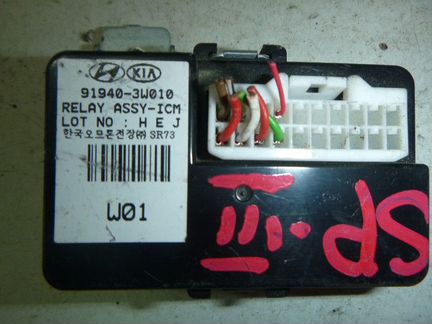 KIA
91940-3W010
RELAY ASSY-ICM
LOT NO : H E J
한국오므론전장㈜ SR73
W01
SP-III